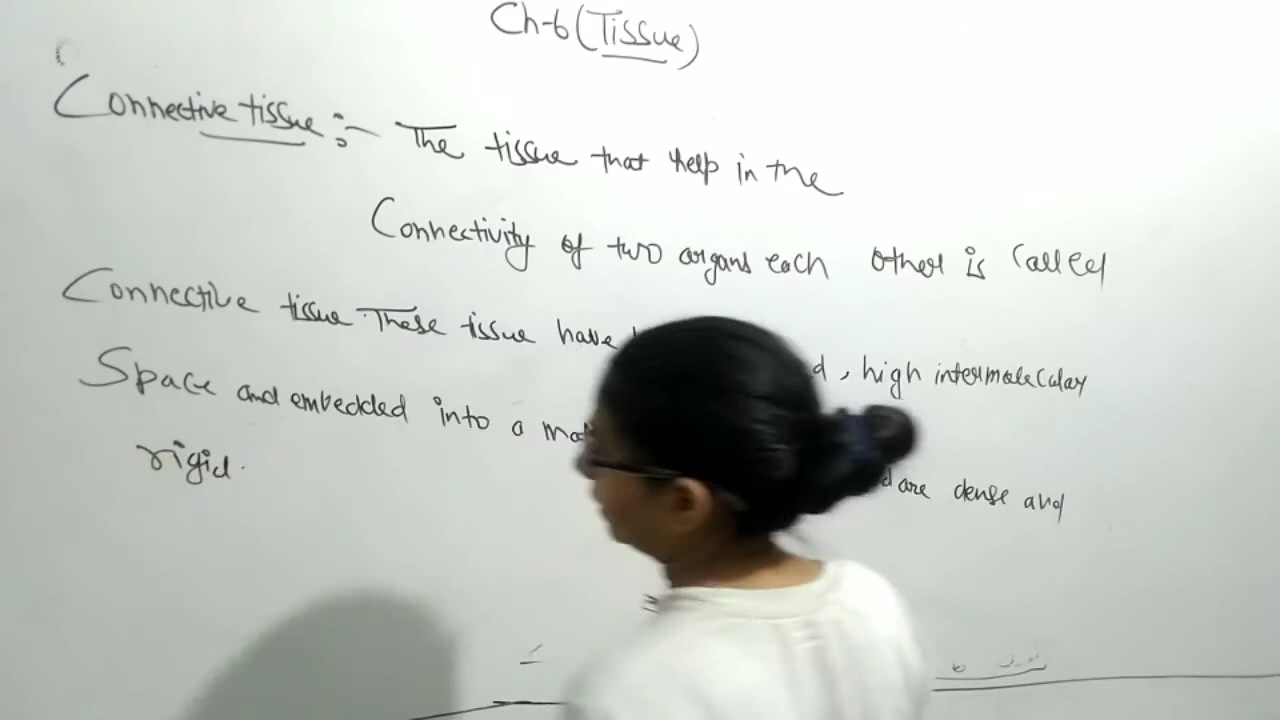 Ch-6 (Tissue)
Connective tissue :- The tissue that help in the
Connectivity of two organs each other is called
Connective tissue. These tissue have d, high intermolecular
Space and embedded into a mat d are dense and
rigid.